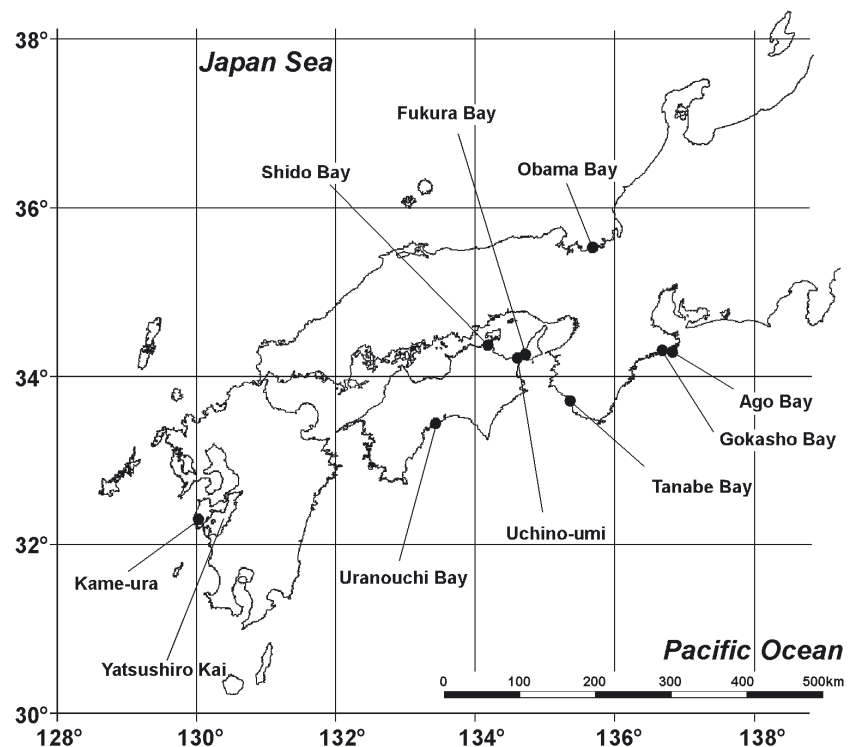 38°
Japan Sea
Fukura Bay
Shido Bay
Obama Bay
36°
34°
Ago Bay
Gokasho Bay
Tanabe Bay
Uchino-umi
32°
Kame-ura
Uranouchi Bay
Yatsushiro Kai
Pacific Ocean
0 100 200 300 400 500km
30°
128° 130° 132° 134° 136° 138°